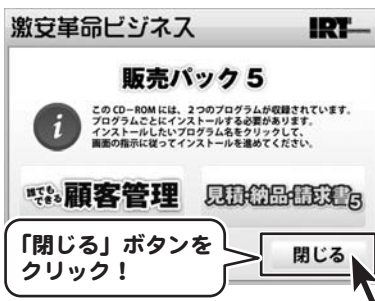 激安革命ビジネス
IRT
販売パック5
i
このCD-ROMには、2つのプログラムが収録されています。
プログラムごとにインストールする必要があります。
インストールしたいプログラム名をクリックして、
画面の指示に従ってインストールを進めてください。
誰でもできる顧客管理
見積・納品・請求書5
「閉じる」ボタンを
クリック！
閉じる